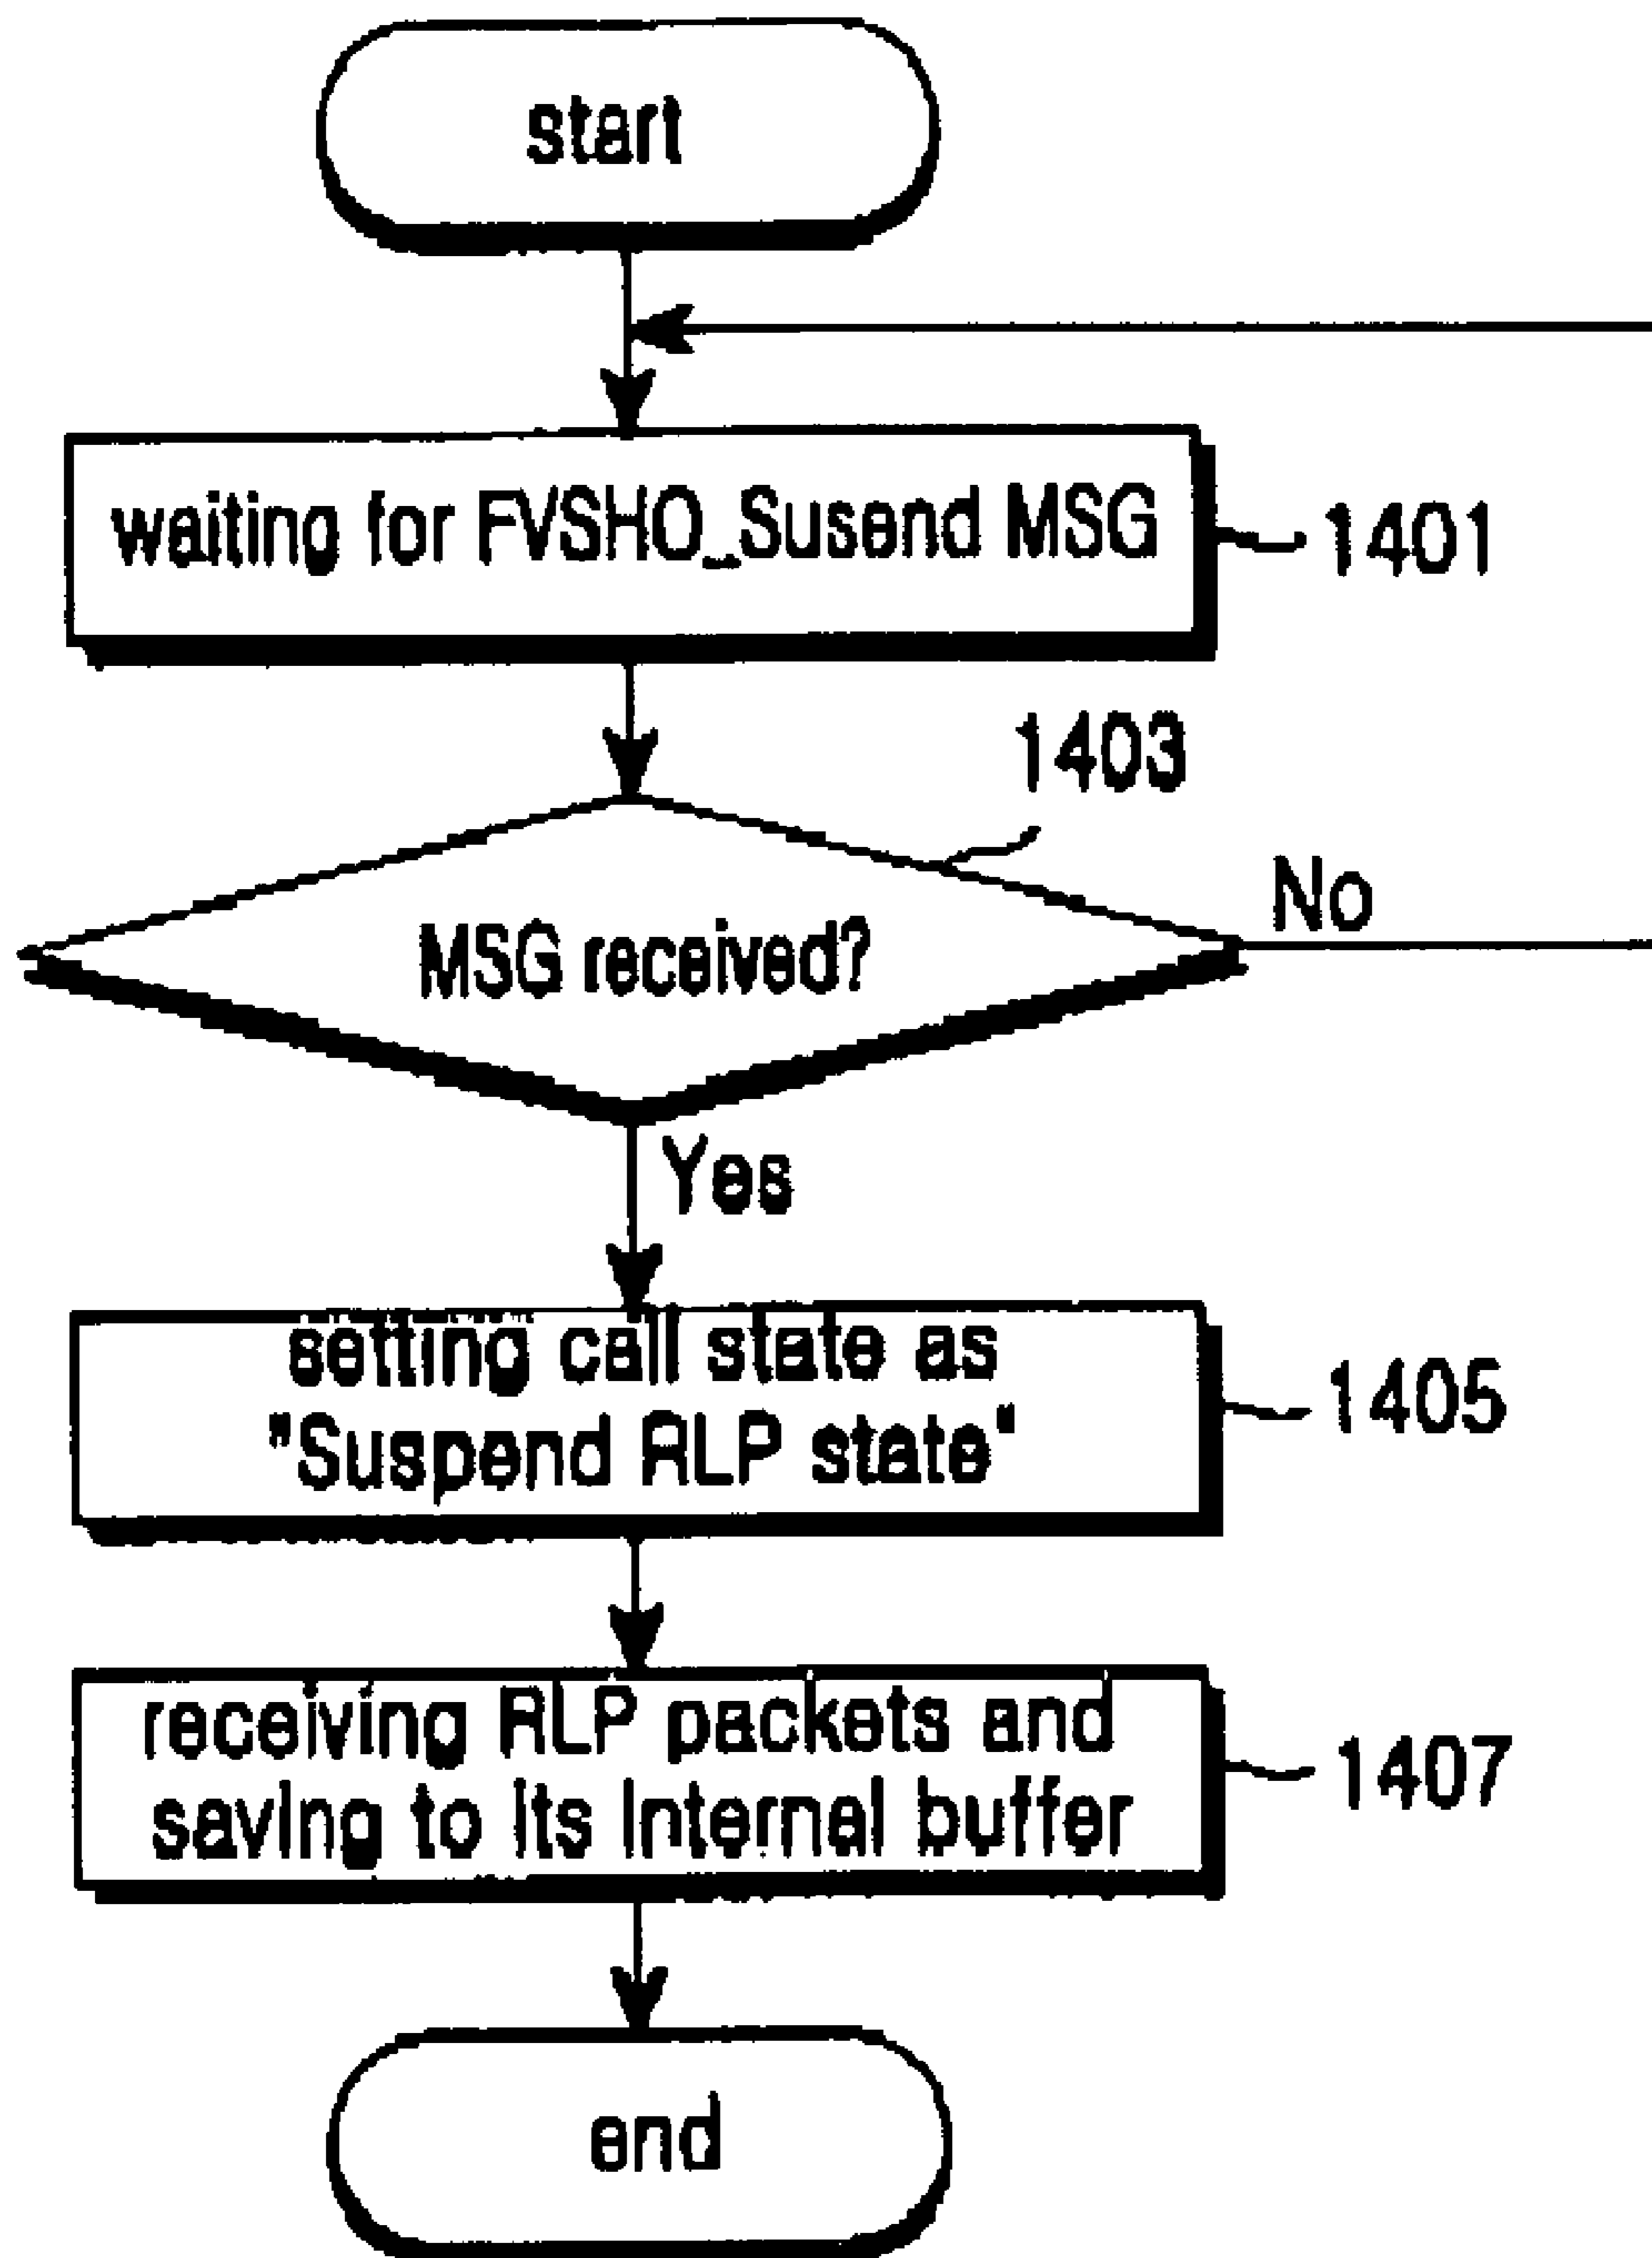 start
waiting for FVSHO_Susend MSG
1401
1403
MSG received?
No
Yes
setting call state as
"Suspend RLP state"
1405
receiving RLP packets and
saving to its internal buffer
1407
end